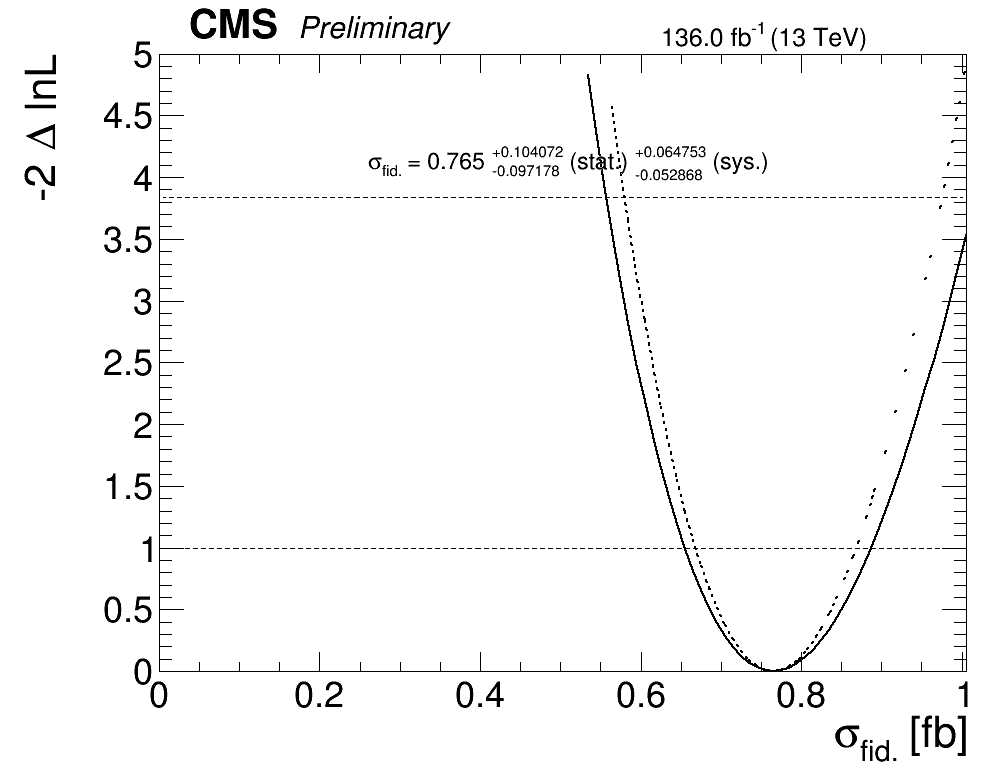 CMS Preliminary
136.0 fb-1 (13 TeV)
-2 Δ lnL
5
4.5
σfid. = 0.765 +0.104072 -0.097178 (stat.) +0.064753 -0.052868 (sys.)
4
3.5
3
2.5
2
1.5
1
0.5
0
0 0.2 0.4 0.6 0.8 1
σfid. [fb]